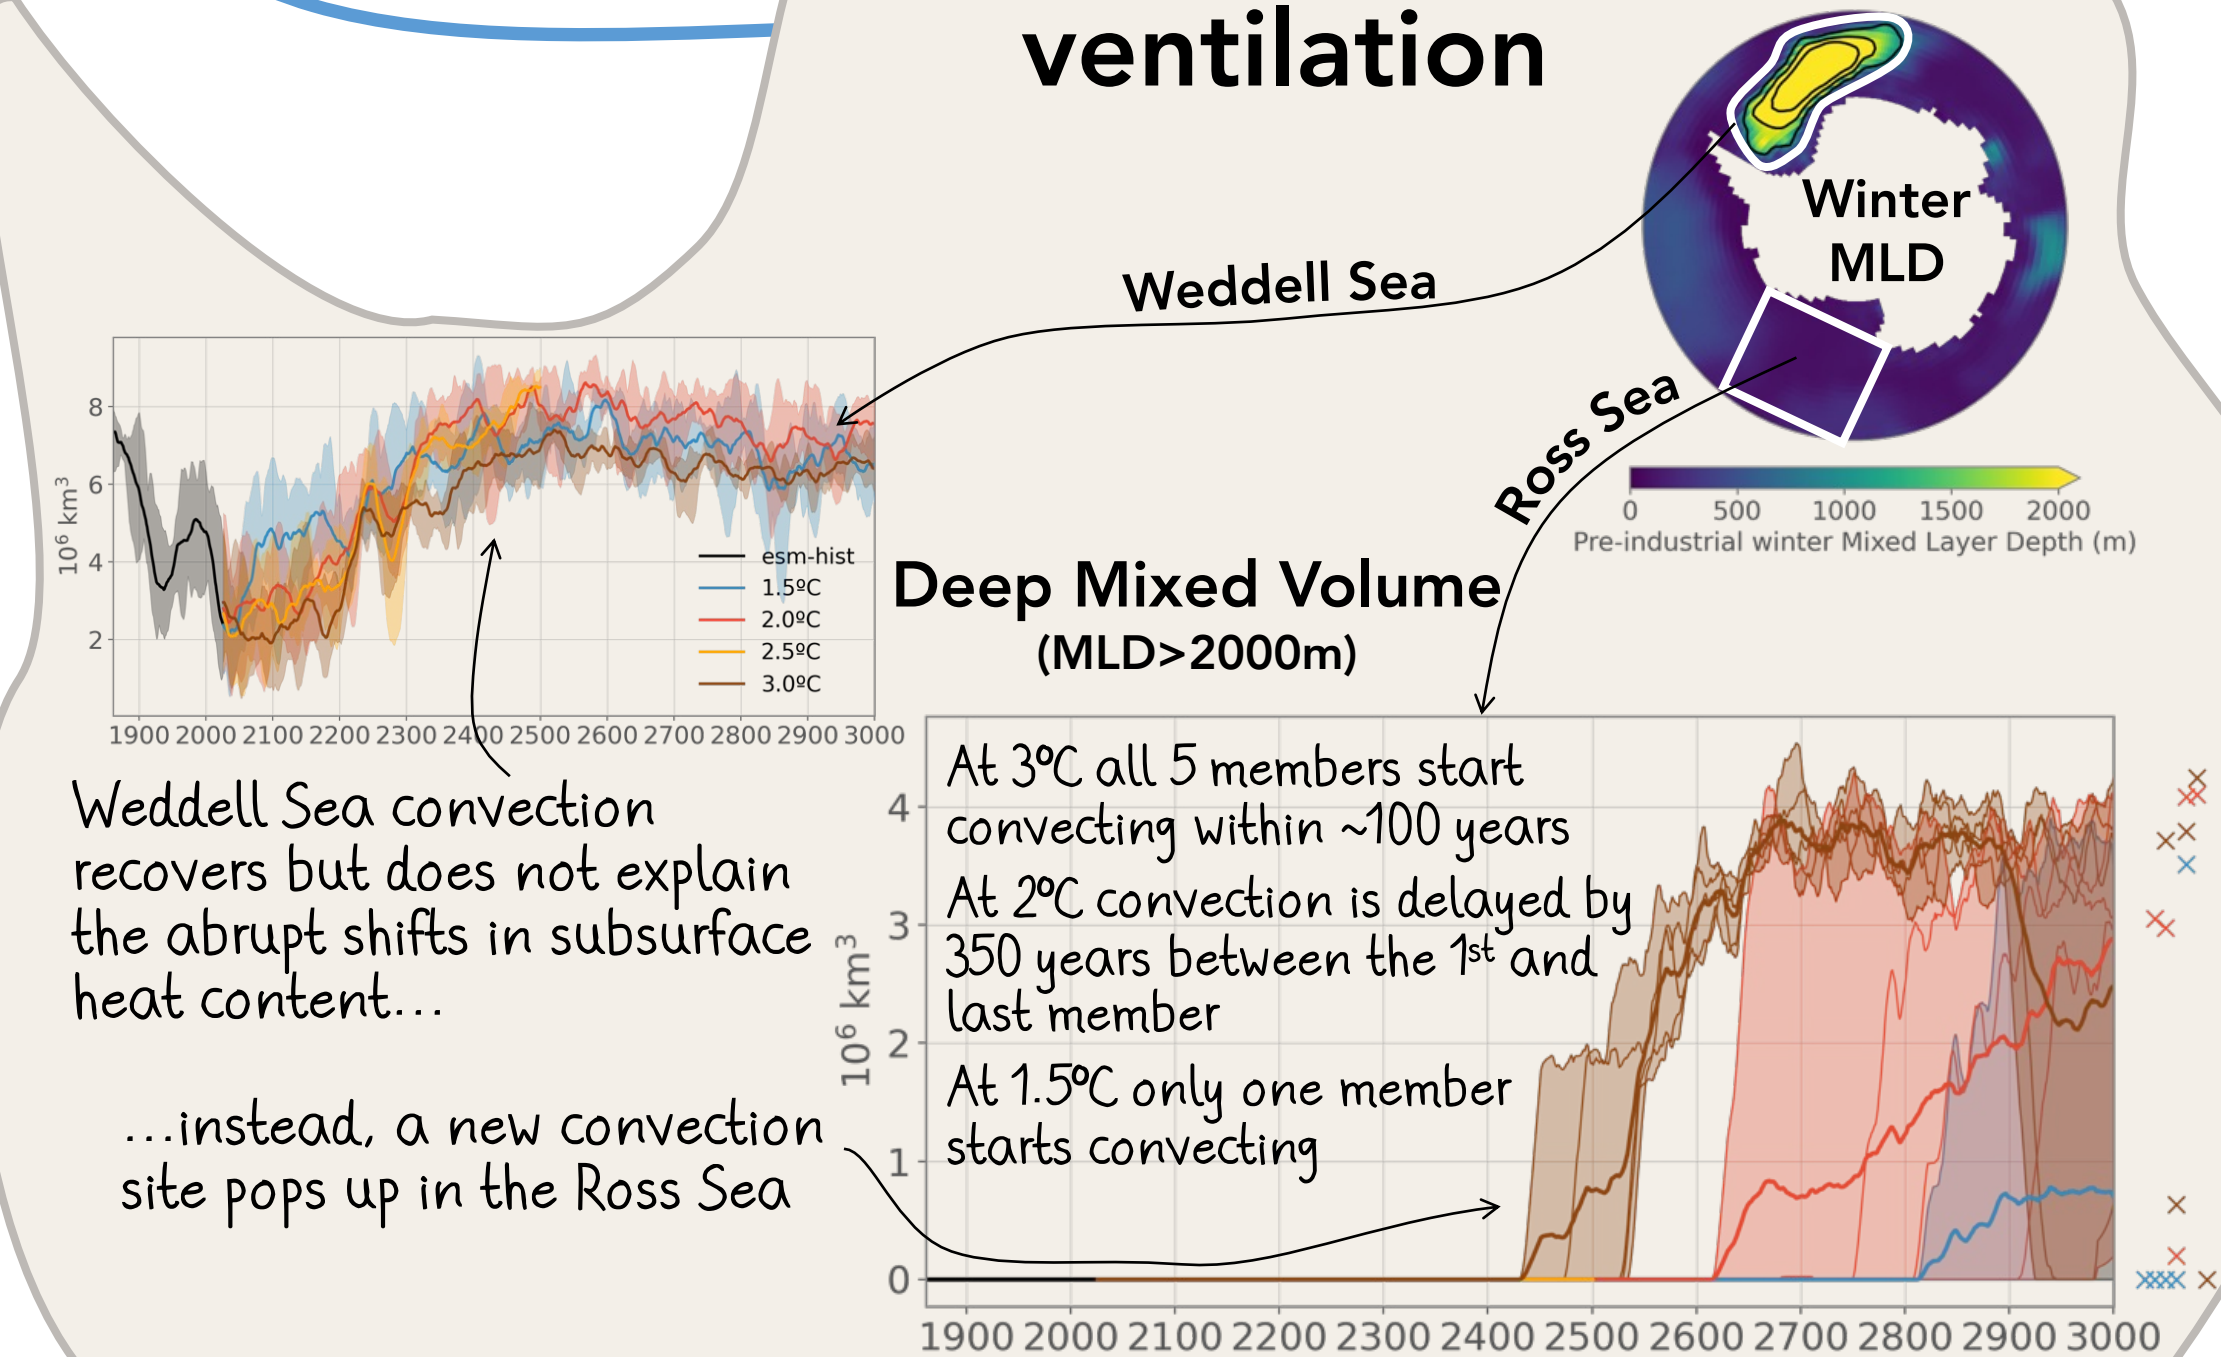 ventilation
Winter
MLD
Weddell Sea
Ross Sea
0 500 1000 1500 2000
Pre-industrial winter Mixed Layer Depth (m)
8
6
4
2
10⁶ km³
esm-hist
1.5ºC
2.0ºC
2.5ºC
3.0ºC
1900 2000 2100 2200 2300 2400 2500 2600 2700 2800 2900 3000
Deep Mixed Volume
(MLD>2000m)
Weddell Sea convection
recovers but does not explain
the abrupt shifts in subsurface
heat content...
...instead, a new convection
site pops up in the Ross Sea
At 3ºC all 5 members start
convecting within ~100 years
At 2ºC convection is delayed by
350 years between the 1st and
last member
At 1.5ºC only one member
starts convecting
4
3
2
1
0
10⁶ km³
1900 2000 2100 2200 2300 2400 2500 2600 2700 2800 2900 3000